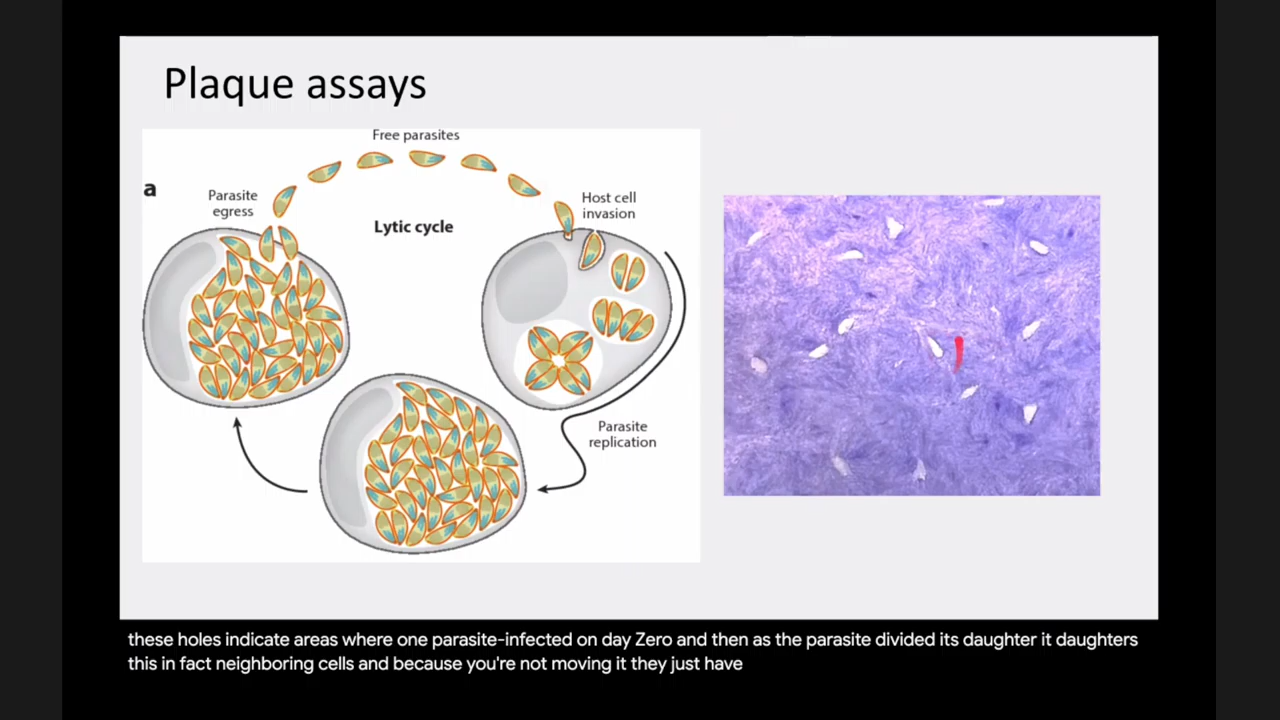 Plaque assays
Free parasites
a
Parasite
egress
Host cell
invasion
Lytic cycle
Parasite
replication
these holes indicate areas where one parasite-infected on day Zero and then as the parasite divided its daughter it daughters
this in fact neighboring cells and because you're not moving it they just have